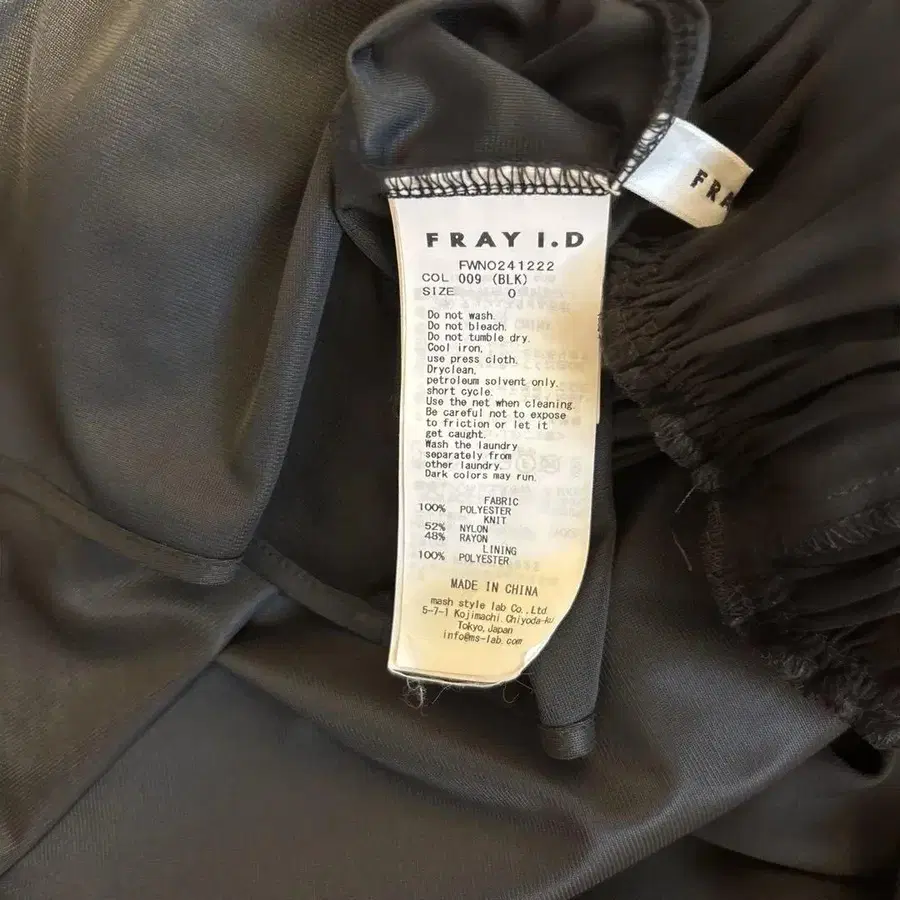 FRAY I.D
FWNO241222
COL 009 (BLK)
SIZE 0
Do not wash.
Do not bleach.
Do not tumble dry.
Cool iron,
use press cloth.
Dryclean,
petroleum solvent only.
short cycle.
Use the net when cleaning.
Be careful not to expose
to friction or let it
get caught.
Wash the laundry
separately from
other laundry.
Dark colors may run.
FABRIC
100% POLYESTER
KNIT
52% NYLON
48% RAYON
LINING
100% POLYESTER
MADE IN CHINA
mash style lab Co.,Ltd
5-7-1 Kojimachi,Chiyoda-ku
Tokyo,Japan
info@ms-lab.com
FRA